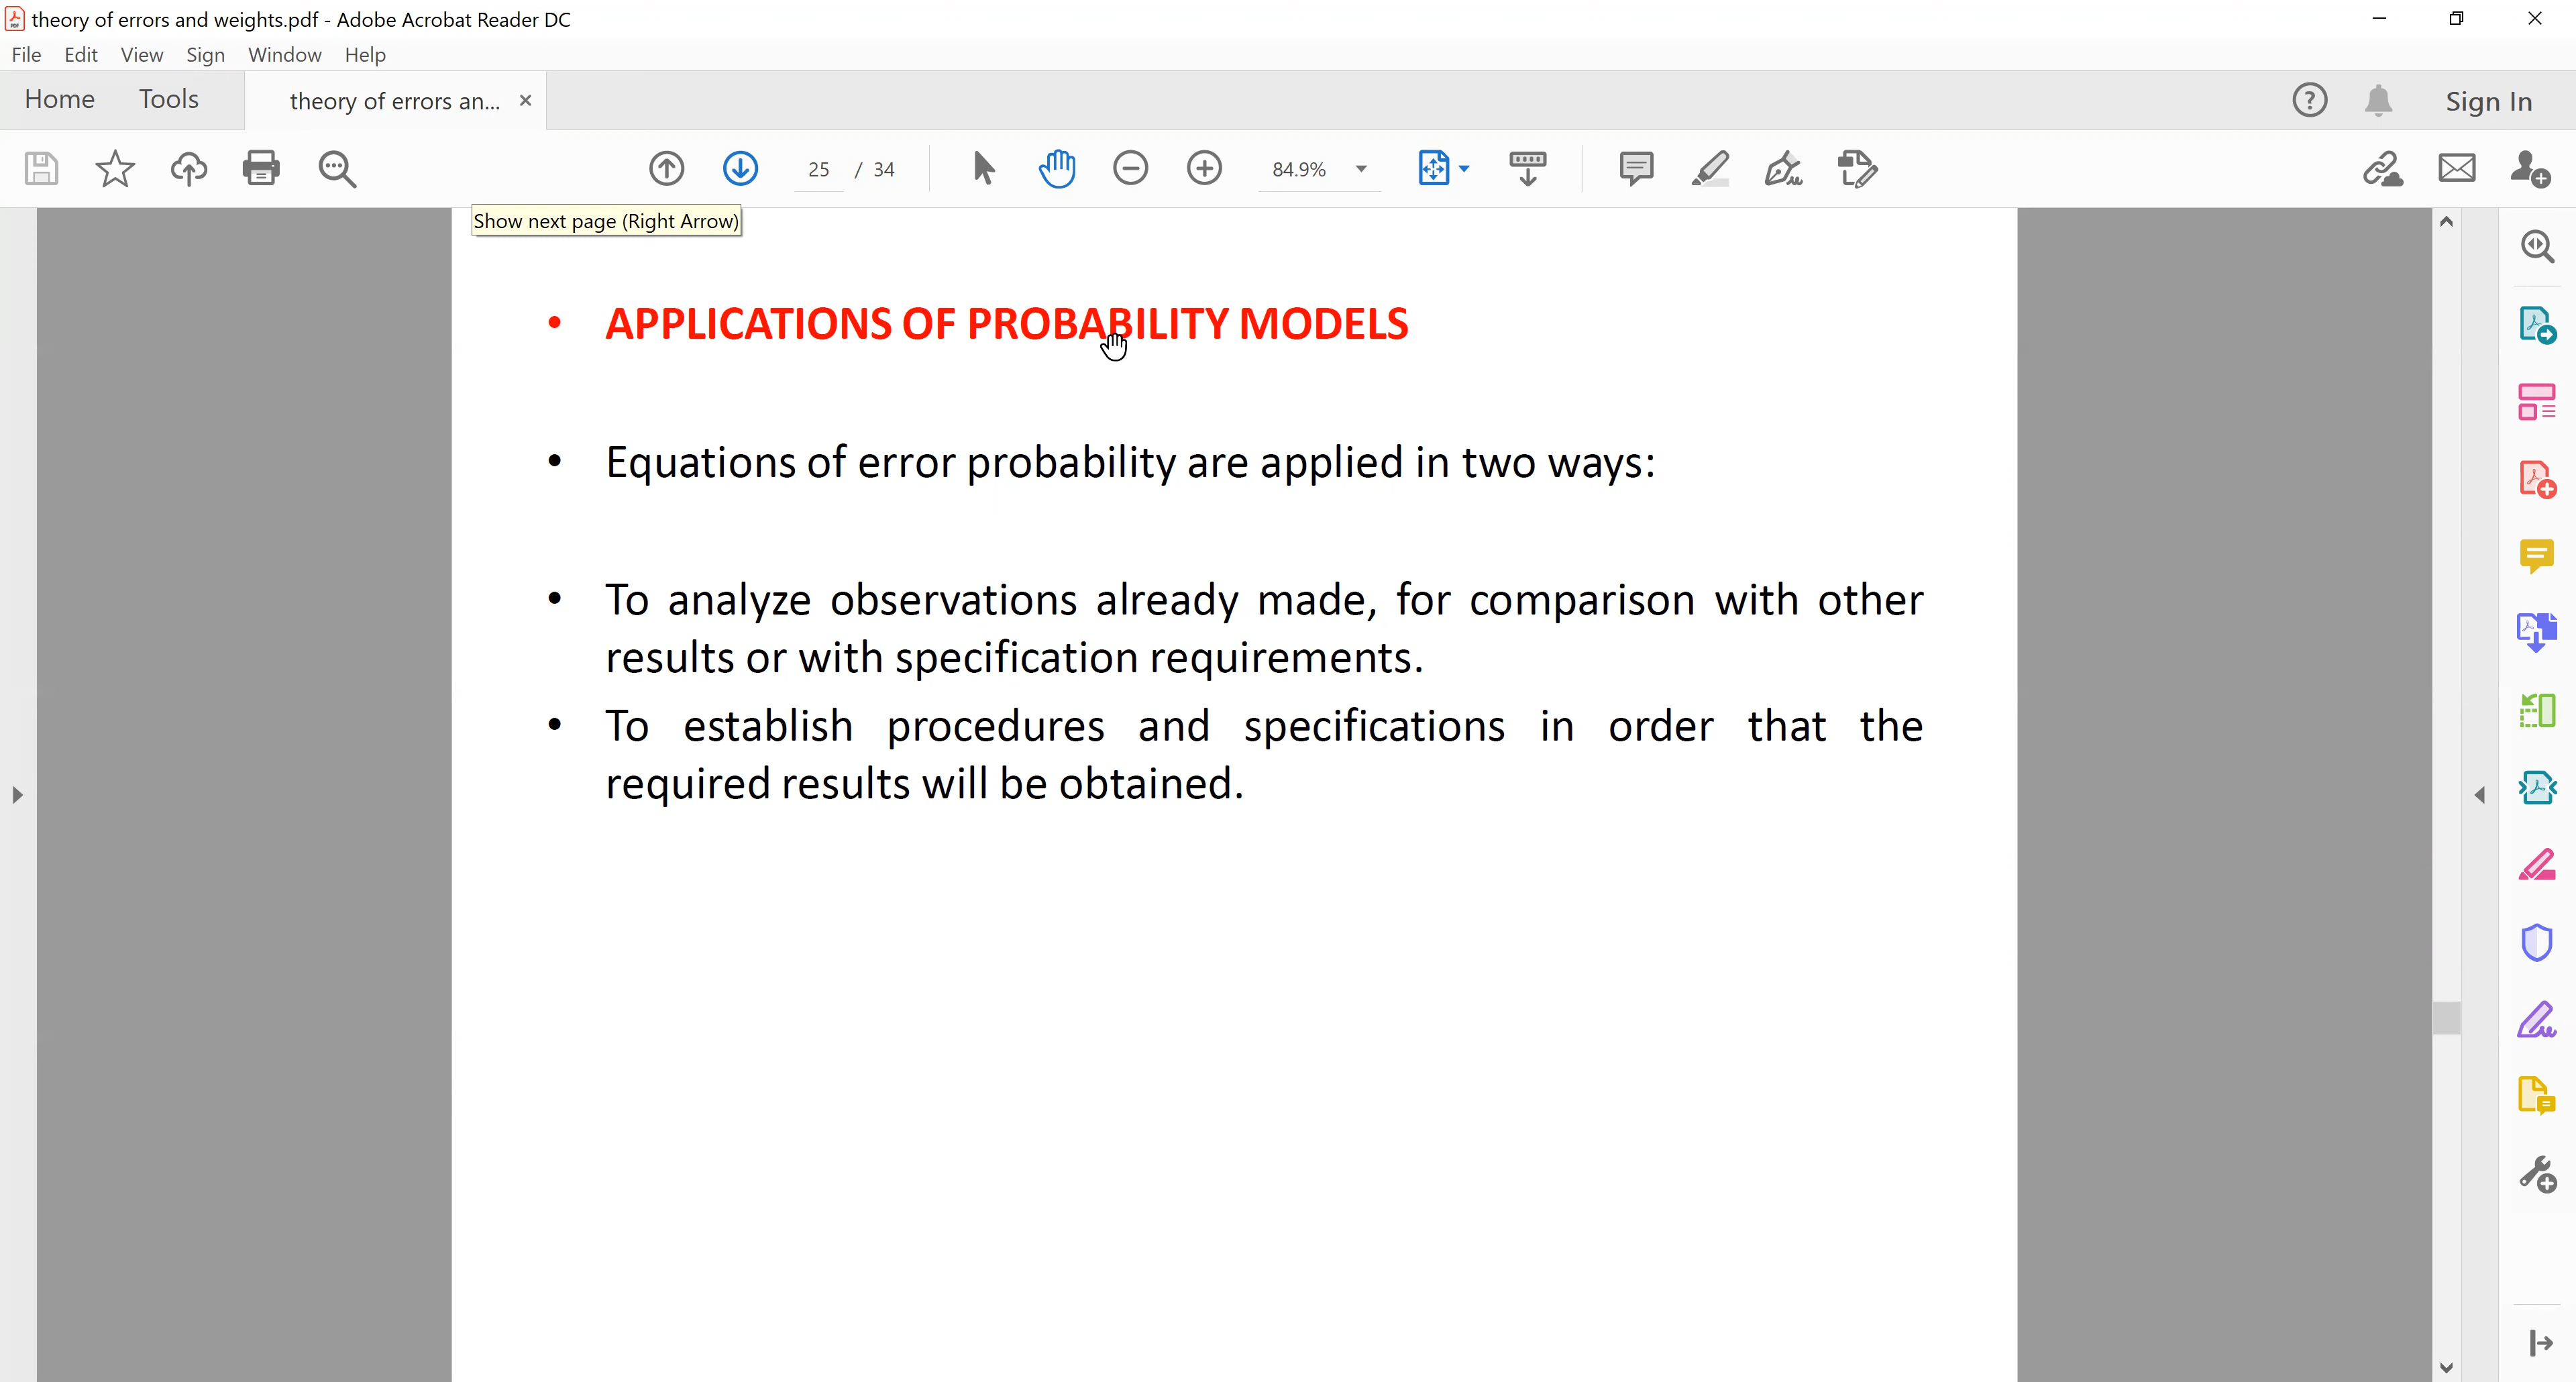 theory of errors and weights.pdf - Adobe Acrobat Reader DC
File Edit View Sign Window Help
Home Tools theory of errors an... × Sign In
25 / 34 84.9%
Show next page (Right Arrow)
• APPLICATIONS OF PROBABILITY MODELS
• Equations of error probability are applied in two ways:
• To analyze observations already made, for comparison with other
results or with specification requirements.
• To establish procedures and specifications in order that the
required results will be obtained.